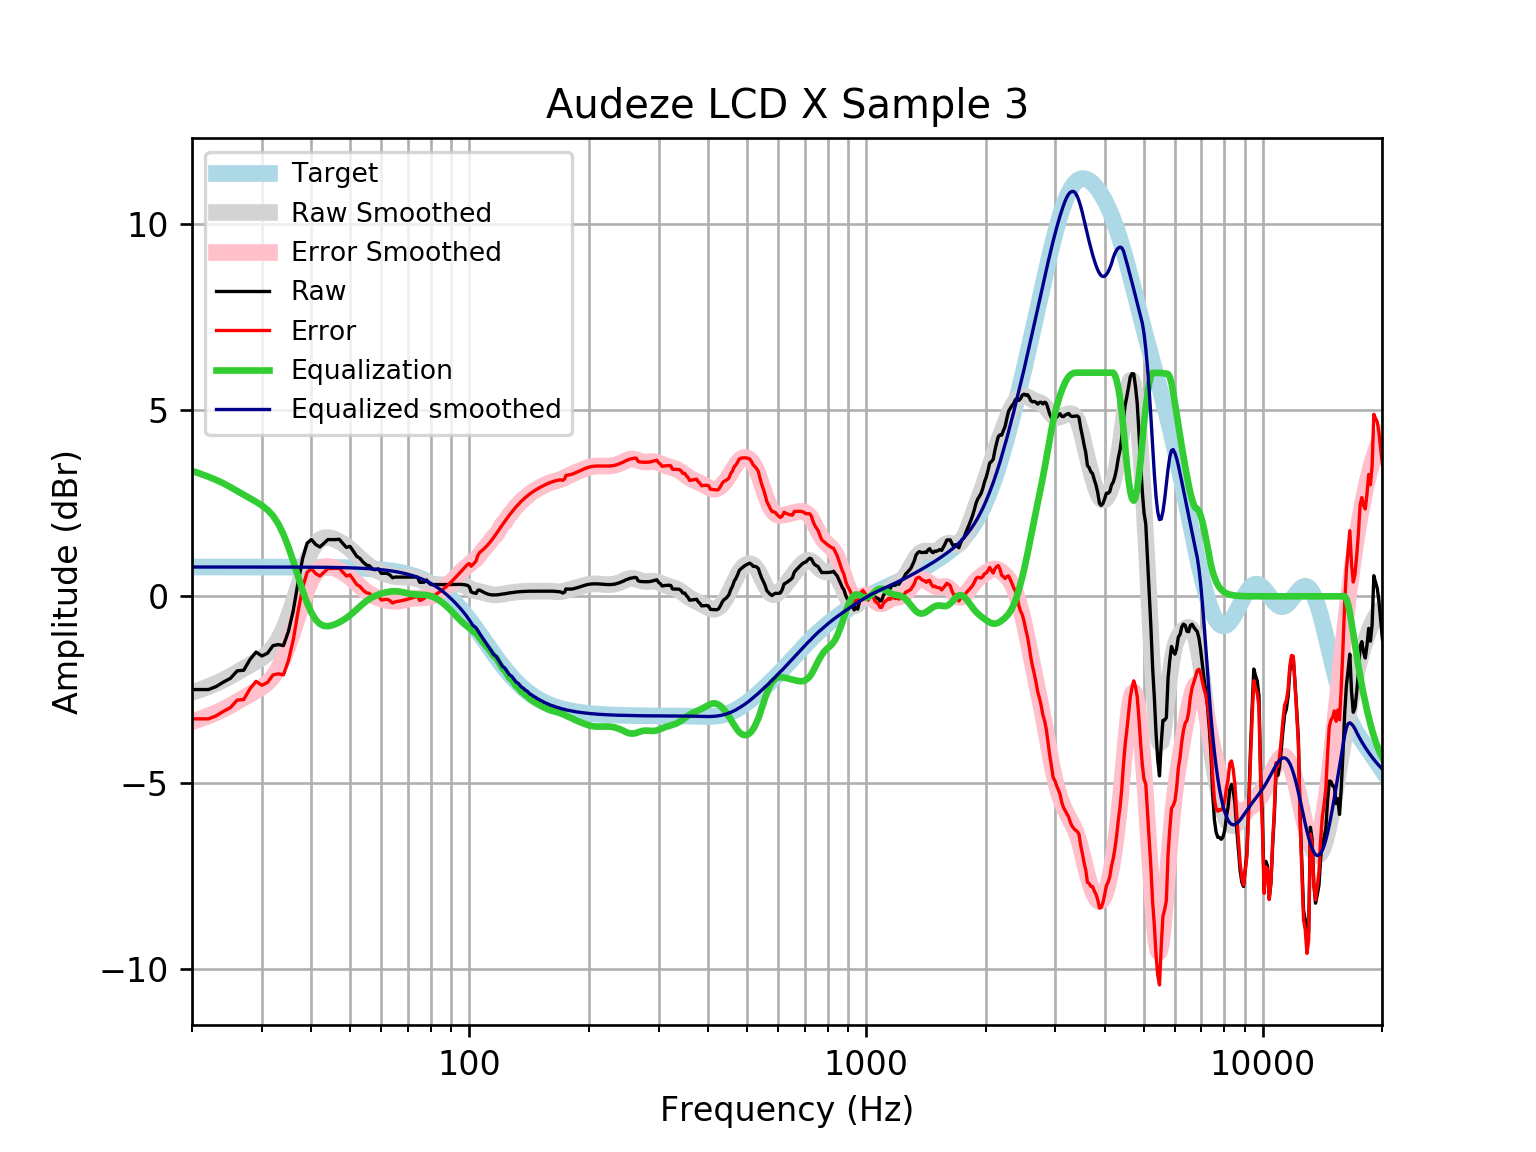 Audeze LCD X Sample 3
Target
Raw Smoothed
Error Smoothed
Raw
Error
Equalization
Equalized smoothed
10
5
0
−5
−10
Amplitude (dBr)
100
1000
10000
Frequency (Hz)